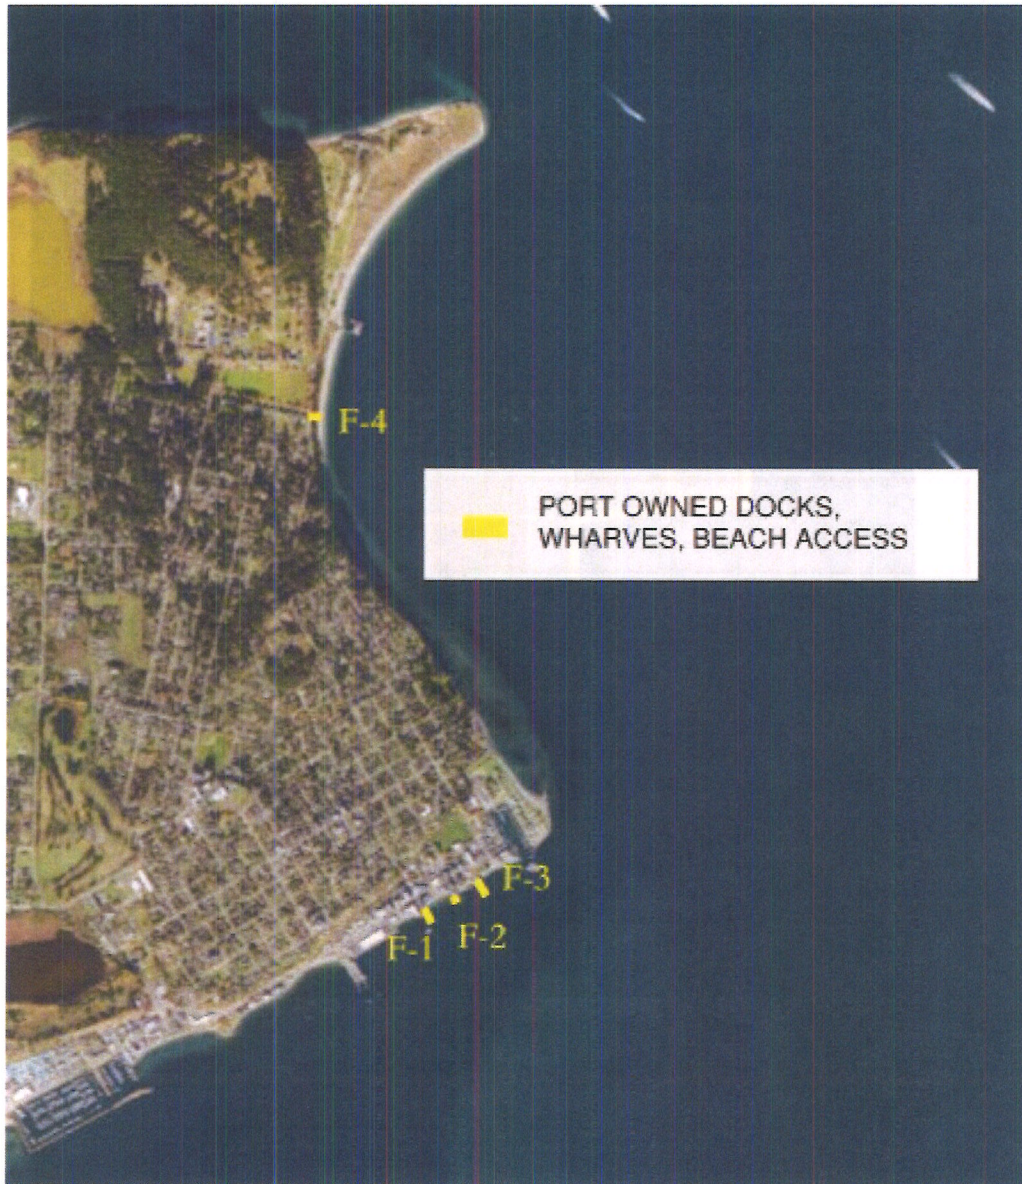 F-4
PORT OWNED DOCKS,
WHARVES, BEACH ACCESS
F-3
F-2
F-1